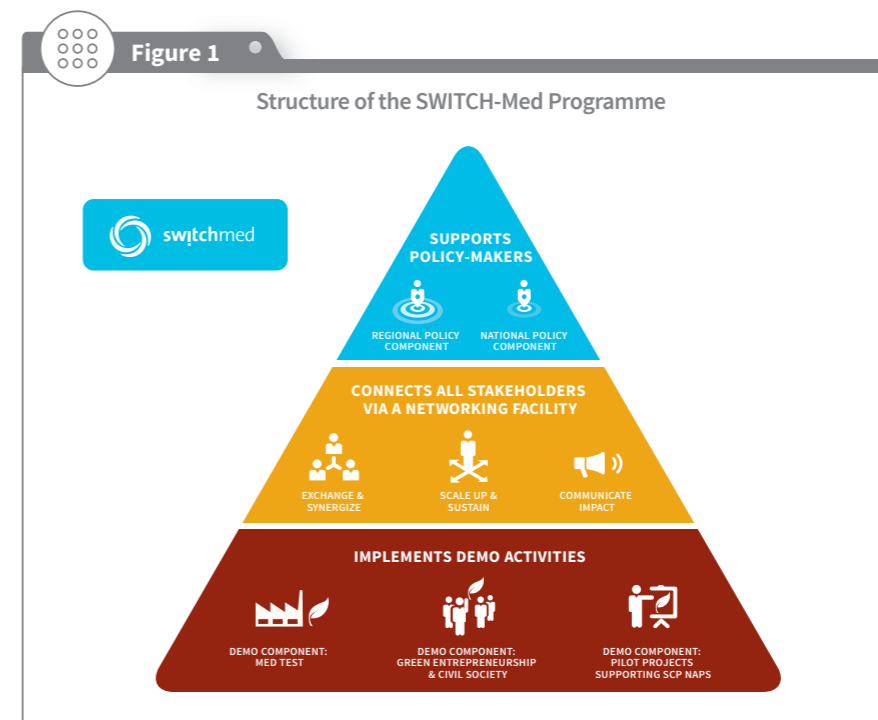 Figure 1
Structure of the SWITCH-Med Programme
switchmed
SUPPORTS
POLICY-MAKERS
REGIONAL POLICY
COMPONENT
NATIONAL POLICY
COMPONENT
CONNECTS ALL STAKEHOLDERS
VIA A NETWORKING FACILITY
EXCHANGE &
SYNERGIZE
SCALE UP &
SUSTAIN
COMMUNICATE
IMPACT
IMPLEMENTS DEMO ACTIVITIES
DEMO COMPONENT:
MED TEST
DEMO COMPONENT:
GREEN ENTREPRENEURSHIP
& CIVIL SOCIETY
DEMO COMPONENT:
PILOT PROJECTS
SUPPORTING SCP NAPS